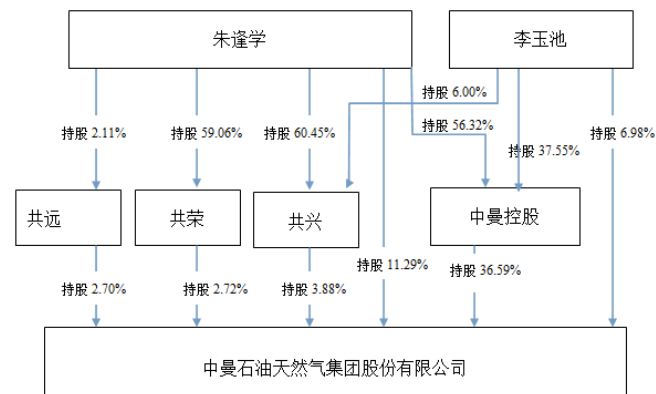 朱逢学
李玉池
持股 6.00%
持股 2.11%
持股 59.06%
持股 60.45%
持股 56.32%
持股 37.55%
持股 6.98%
共远
共荣
共兴
中曼控股
持股 2.70%
持股 2.72%
持股 3.88%
持股 11.29%
持股 36.59%
中曼石油天然气集团股份有限公司